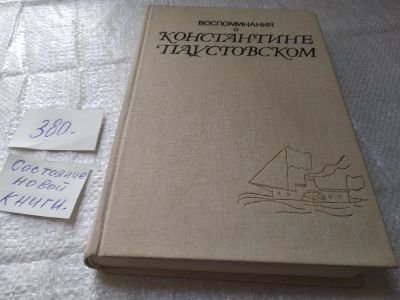 ВОСПОМИНАНИЯ
О
КОНСТАНТИНЕ
ПАУСТОВСКОМ
380.-
Состояние
новой
книги.